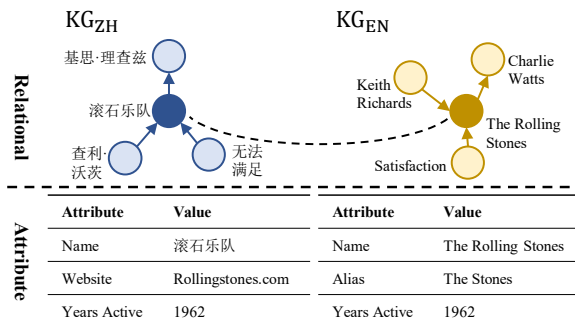 KG_ZH
KG_EN
Relational
基思·理查兹
滚石乐队
查利·
沃茨
无法
满足
Charlie
Watts
Keith
Richards
The Rolling
Stones
Satisfaction
Attribute
Attribute Value
Name 滚石乐队
Website Rollingstones.com
Years Active 1962
Attribute Value
Name The Rolling Stones
Alias The Stones
Years Active 1962